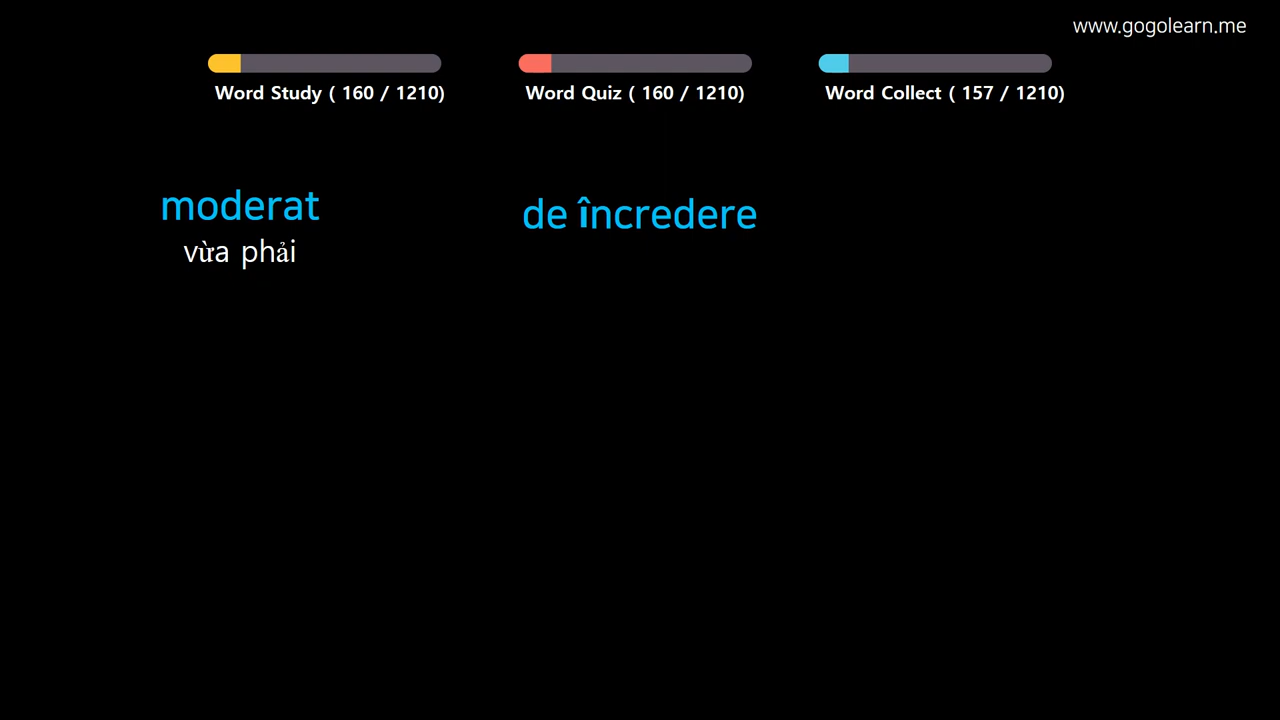 www.gogolearn.me
Word Study ( 160 / 1210)
Word Quiz ( 160 / 1210)
Word Collect ( 157 / 1210)
moderat
vừa phải
de încredere